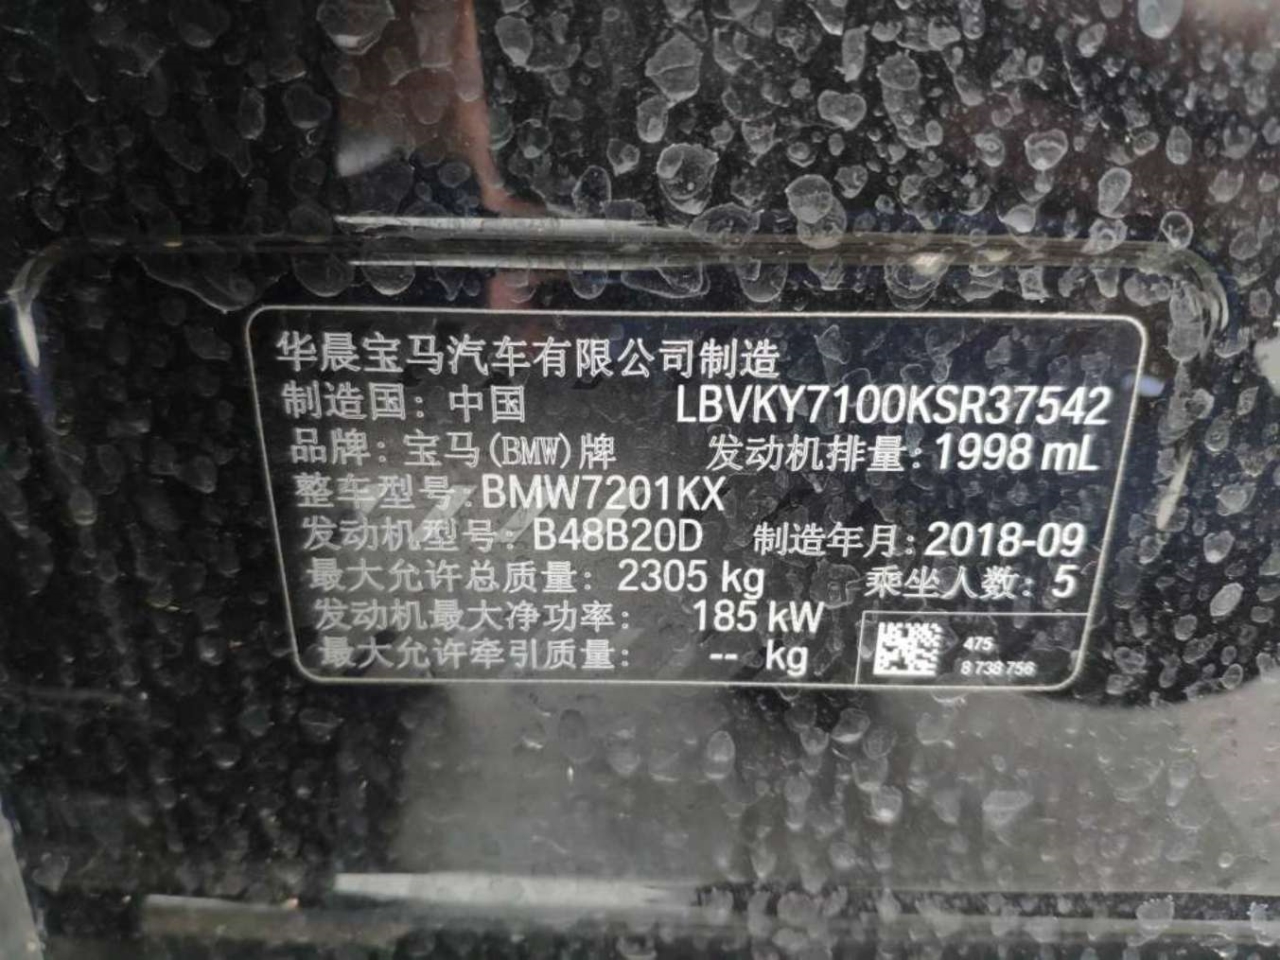 华晨宝马汽车有限公司制造
制造国：中国 LBVKY7100KSR37542
品牌：宝马(BMW)牌 发动机排量：1998 mL
整车型号：BMW7201KX
发动机型号：B48B20D 制造年月：2018-09
最大允许总质量：2305 kg 乘坐人数：5
发动机最大净功率： 185 kW
最大允许牵引质量： -- kg
475
8 738 756